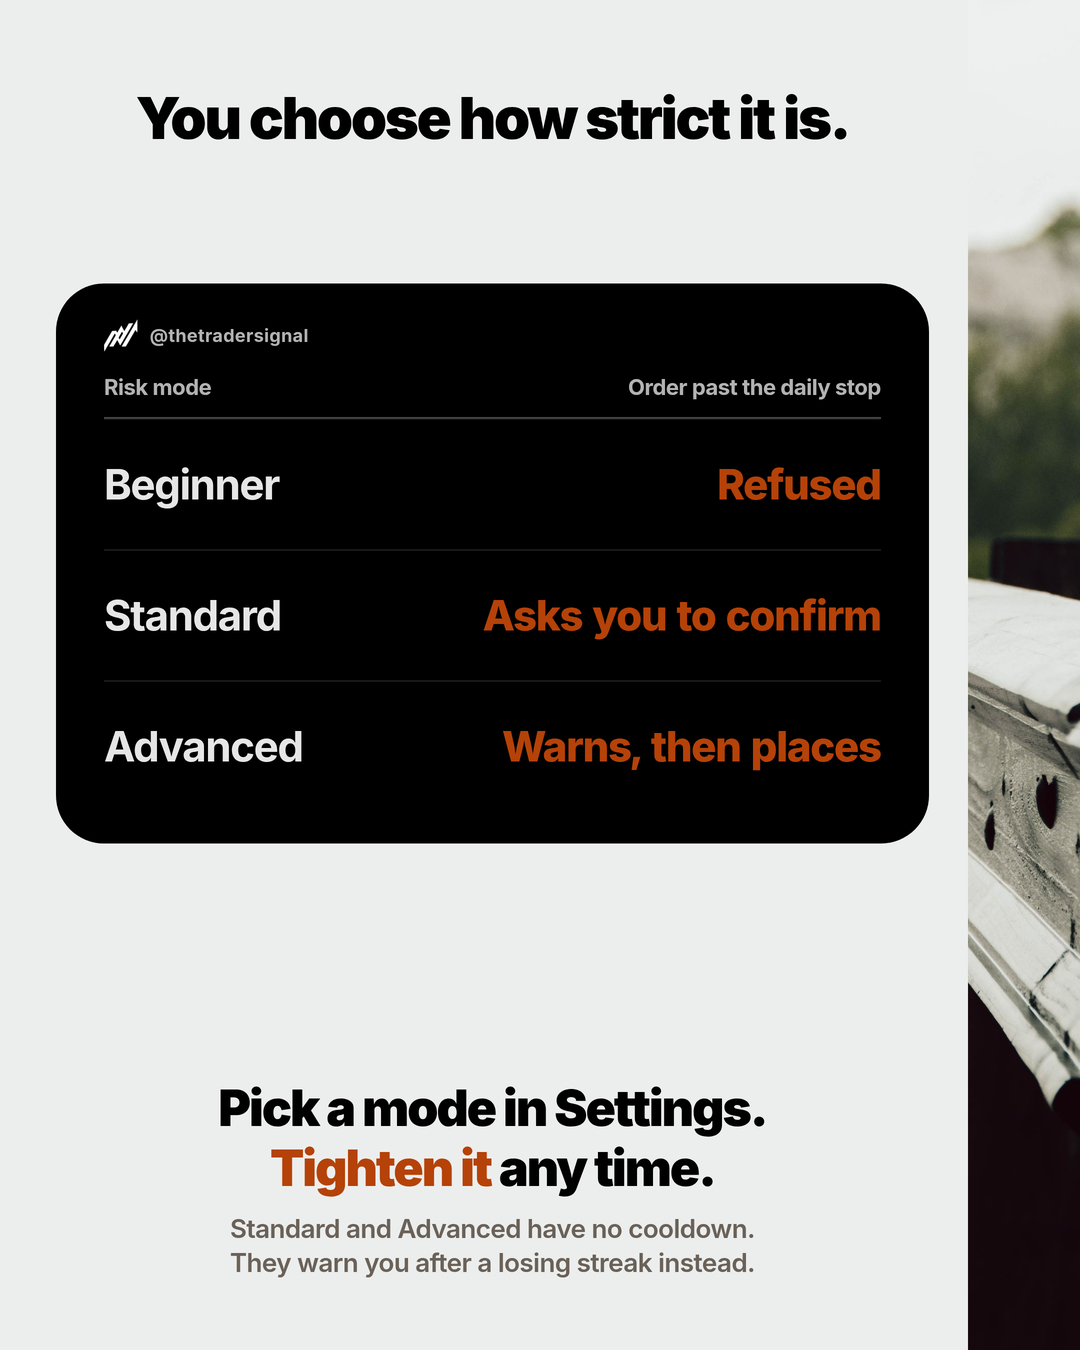 You choose how strict it is.
@thetradersignal
Risk mode Order past the daily stop
Beginner Refused
Standard Asks you to confirm
Advanced Warns, then places
Pick a mode in Settings.
Tighten it any time.
Standard and Advanced have no cooldown.
They warn you after a losing streak instead.